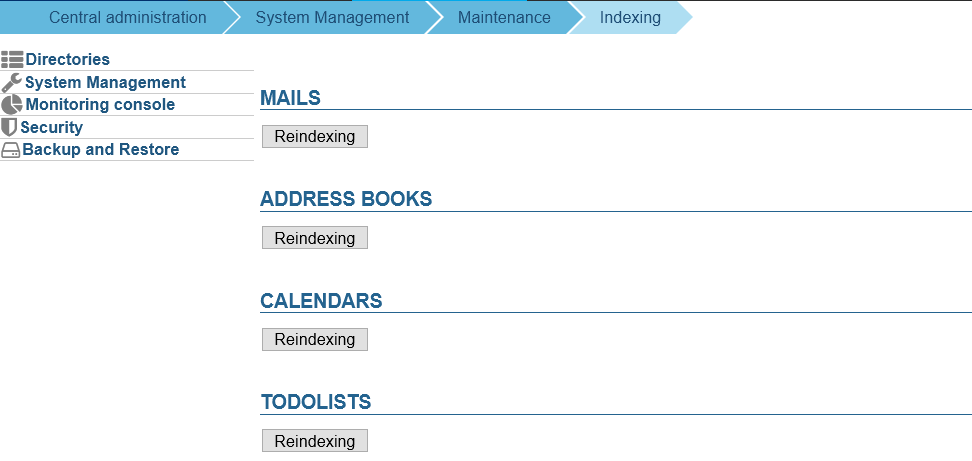 Central administration System Management Maintenance Indexing
Directories
System Management
Monitoring console
Security
Backup and Restore
MAILS
Reindexing
ADDRESS BOOKS
Reindexing
CALENDARS
Reindexing
TODOLISTS
Reindexing